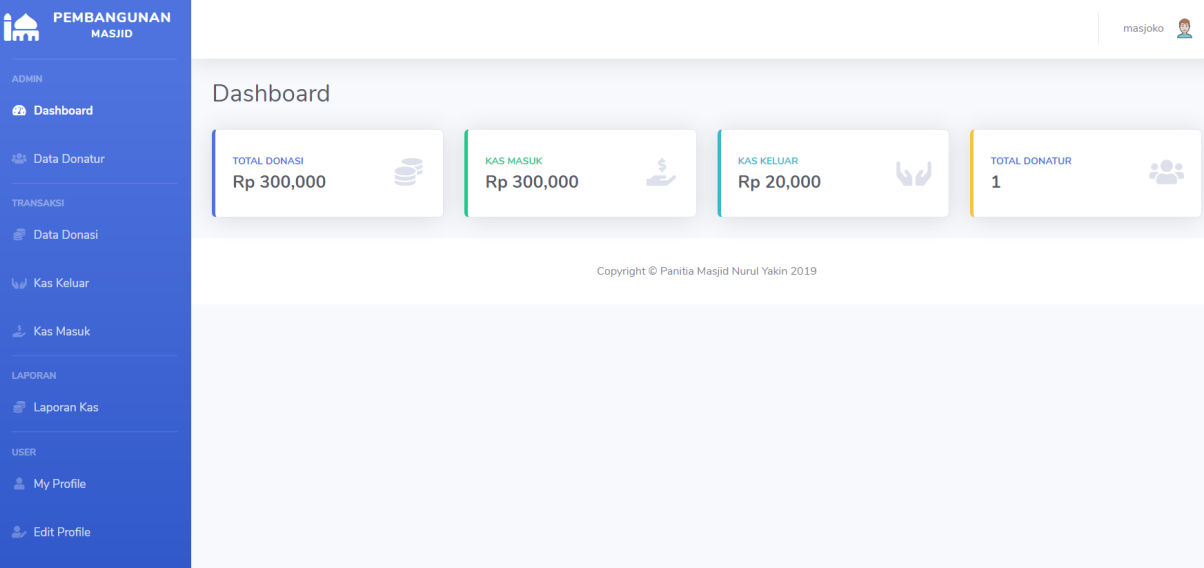 PEMBANGUNAN
MASJID
ADMIN
Dashboard
Data Donatur
TRANSAKSI
Data Donasi
Kas Keluar
Kas Masuk
LAPORAN
Laporan Kas
USER
My Profile
Edit Profile
masjoko
Dashboard
TOTAL DONASI
Rp 300,000
KAS MASUK
Rp 300,000
KAS KELUAR
Rp 20,000
TOTAL DONATUR
1
Copyright © Panitia Masjid Nurul Yakin 2019